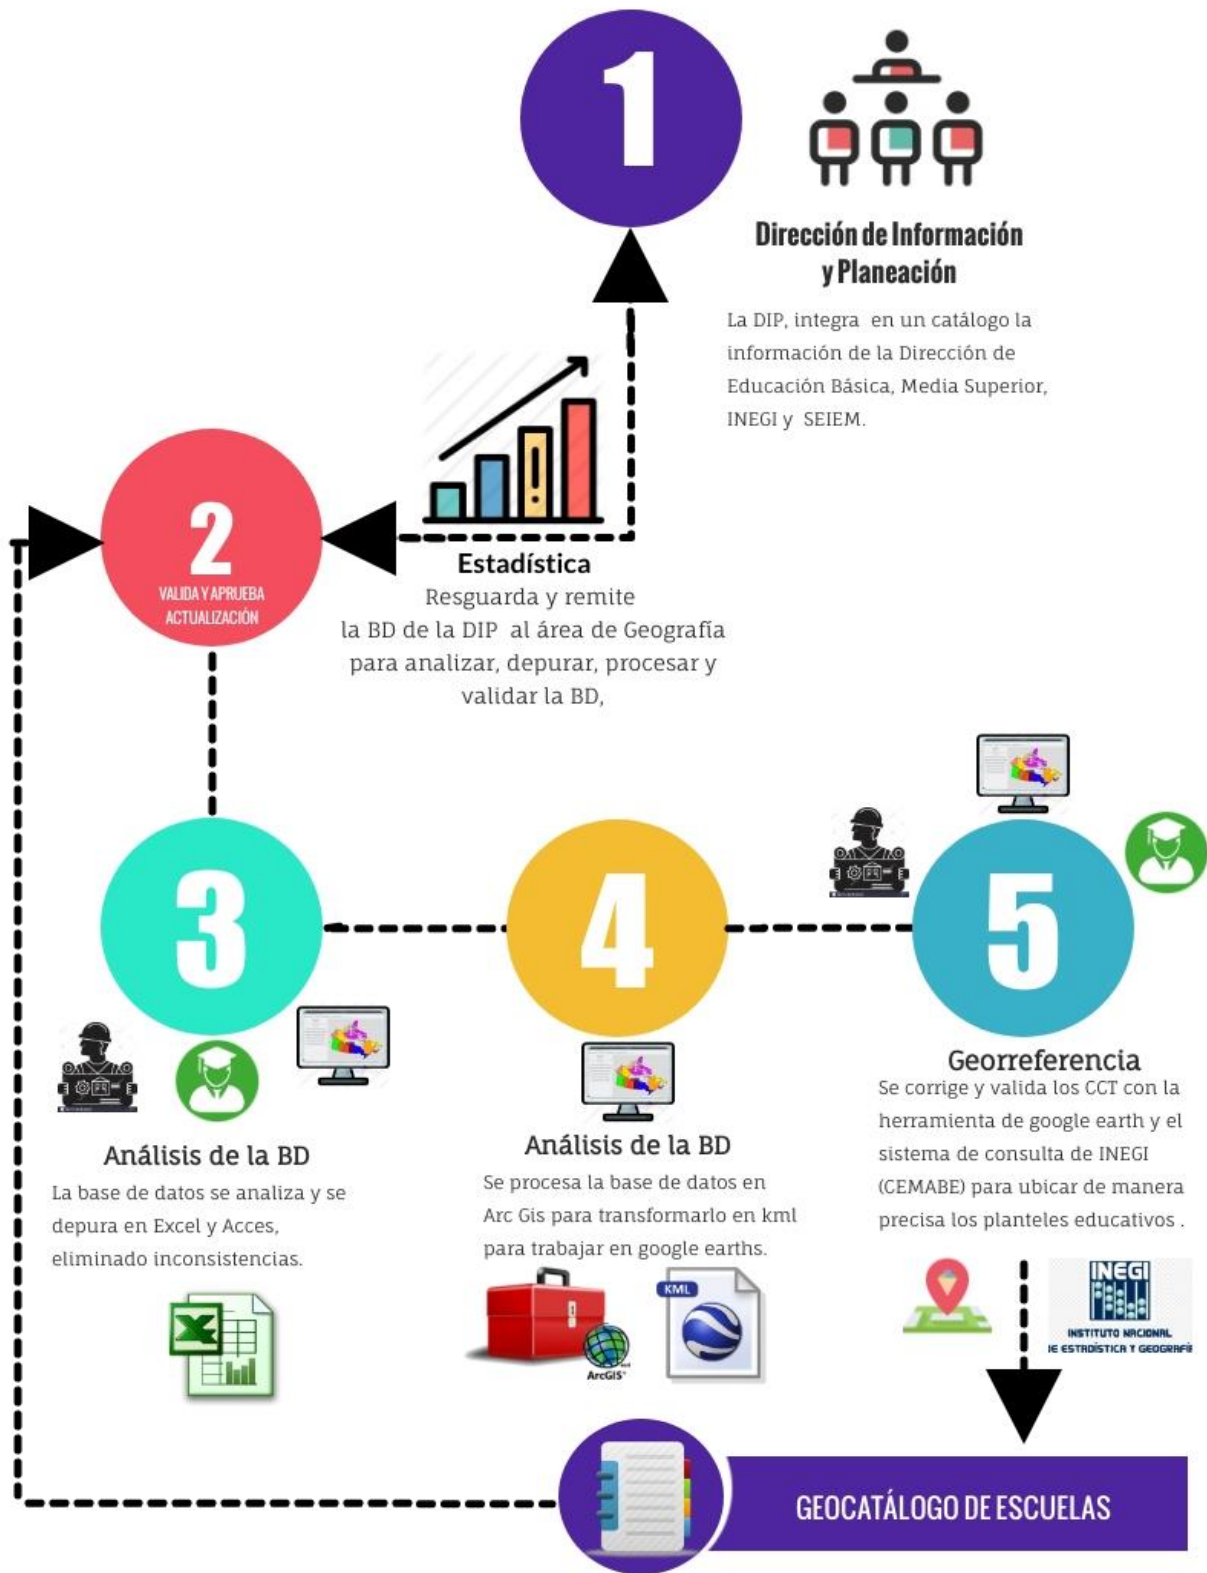 1
Dirección de Información
y Planeación
La DIP, integra en un catálogo la
información de la Dirección de
Educación Básica, Media Superior,
INEGI y SEIEM.
2
VALIDA Y APRUEBA
ACTUALIZACIÓN
Estadística
Resguarda y remite
la BD de la DIP al área de Geografía
para analizar, depurar, procesar y
validar la BD,
3
Análisis de la BD
La base de datos se analiza y se
depura en Excel y Acces,
eliminado inconsistencias.
4
Análisis de la BD
Se procesa la base de datos en
Arc Gis para transformarlo en kml
para trabajar en google earths.
ArcGIS
KML
5
Georreferencia
Se corrige y valida los CCT con la
herramienta de google earth y el
sistema de consulta de INEGI
(CEMABE) para ubicar de manera
precisa los planteles educativos .
INEGI
INSTITUTO NACIONAL
DE ESTADÍSTICA Y GEOGRAFÍ
GEOCATÁLOGO DE ESCUELAS